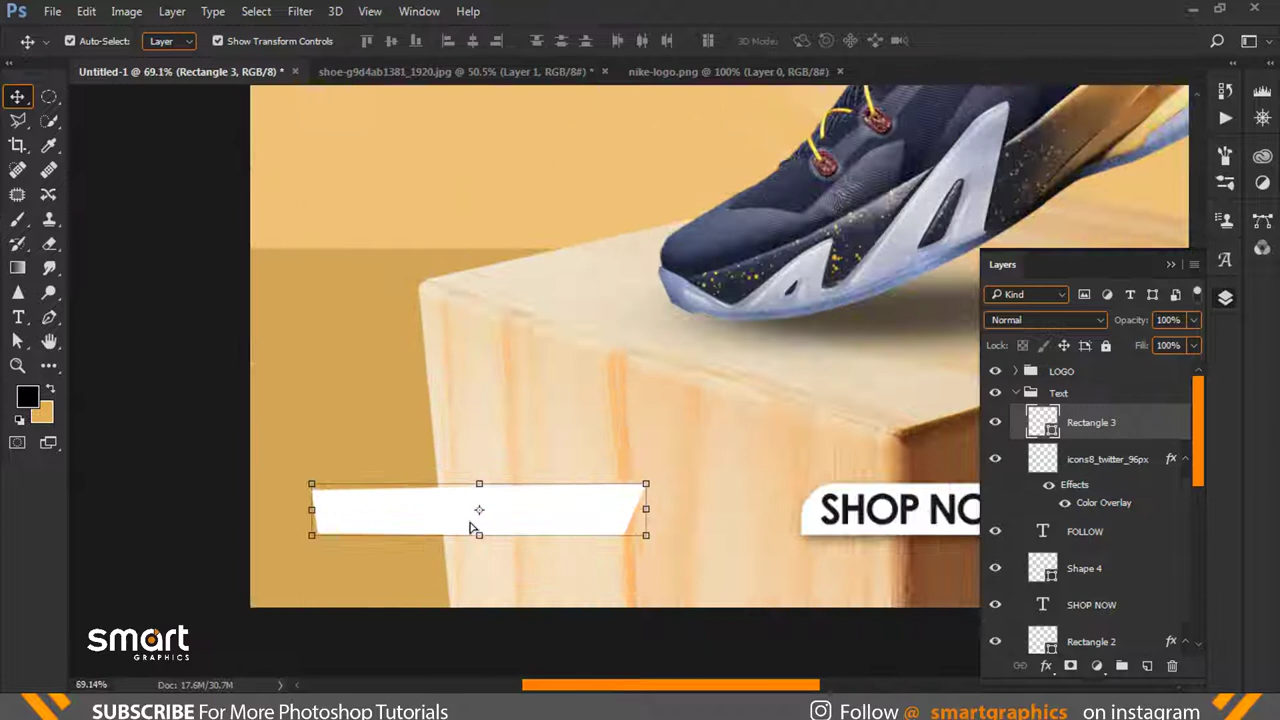 Ps File Edit Image Layer Type Select Filter 3D View Window Help
Auto-Select: Layer Show Transform Controls 3D Mode:
Untitled-1 @ 69.1% (Rectangle 3, RGB/8) * × shoe-g9d4ab1381_1920.jpg @ 50.5% (Layer 1, RGB/8#) * × nike-logo.png @ 100% (Layer 0, RGB/8#) ×
Layers
Kind
Normal Opacity: 100%
Lock: Fill: 100%
LOGO
Text
Rectangle 3
icons8_twitter_96px fx
Effects
Color Overlay
FOLLOW
Shape 4
SHOP NOW
Rectangle 2 fx
SHOP NO
smart
GRAPHICS
69.14% Doc: 17.6M/30.7M
SUBSCRIBE For More Photoshop Tutorials
Follow @ smartgraphics on instagram